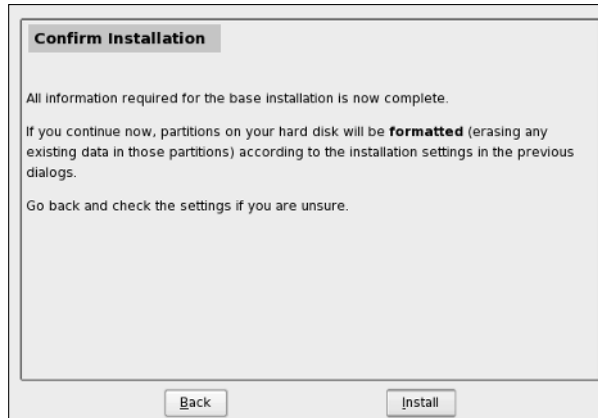 Confirm Installation
All information required for the base installation is now complete.
If you continue now, partitions on your hard disk will be formatted (erasing any
existing data in those partitions) according to the installation settings in the previous
dialogs.
Go back and check the settings if you are unsure.
Back
Install